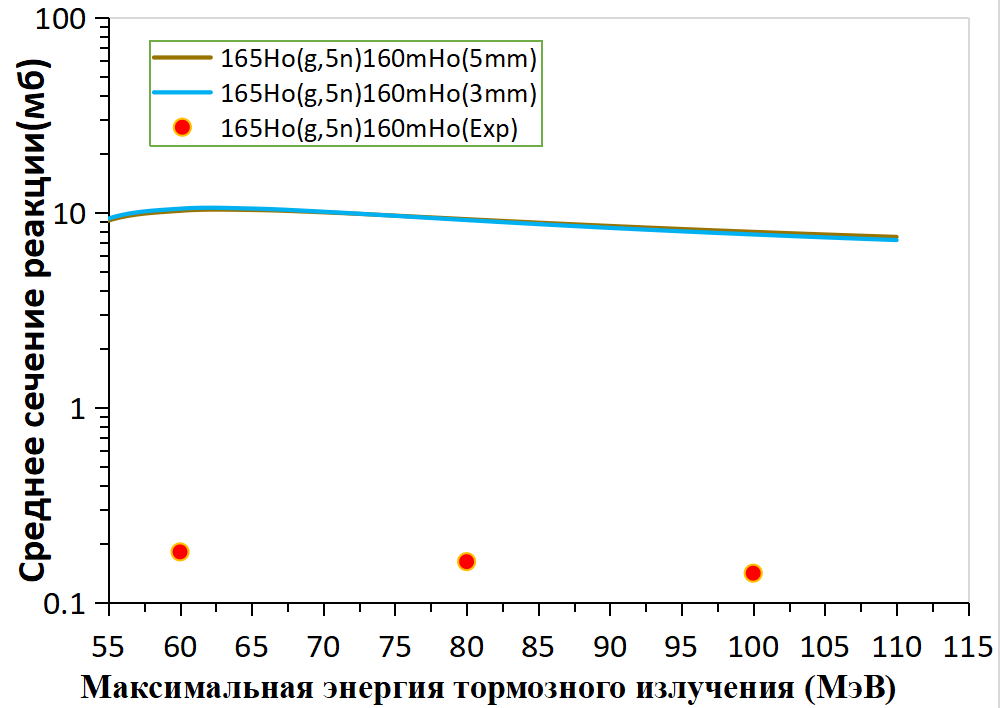 100
10
1
0.1
Среднее сечение реакции(мб)
165Ho(g,5n)160mHo(5mm)
165Ho(g,5n)160mHo(3mm)
165Ho(g,5n)160mHo(Exp)
55 60 65 70 75 80 85 90 95 100 105 110 115
Максимальная энергия тормозного излучения (МэВ)